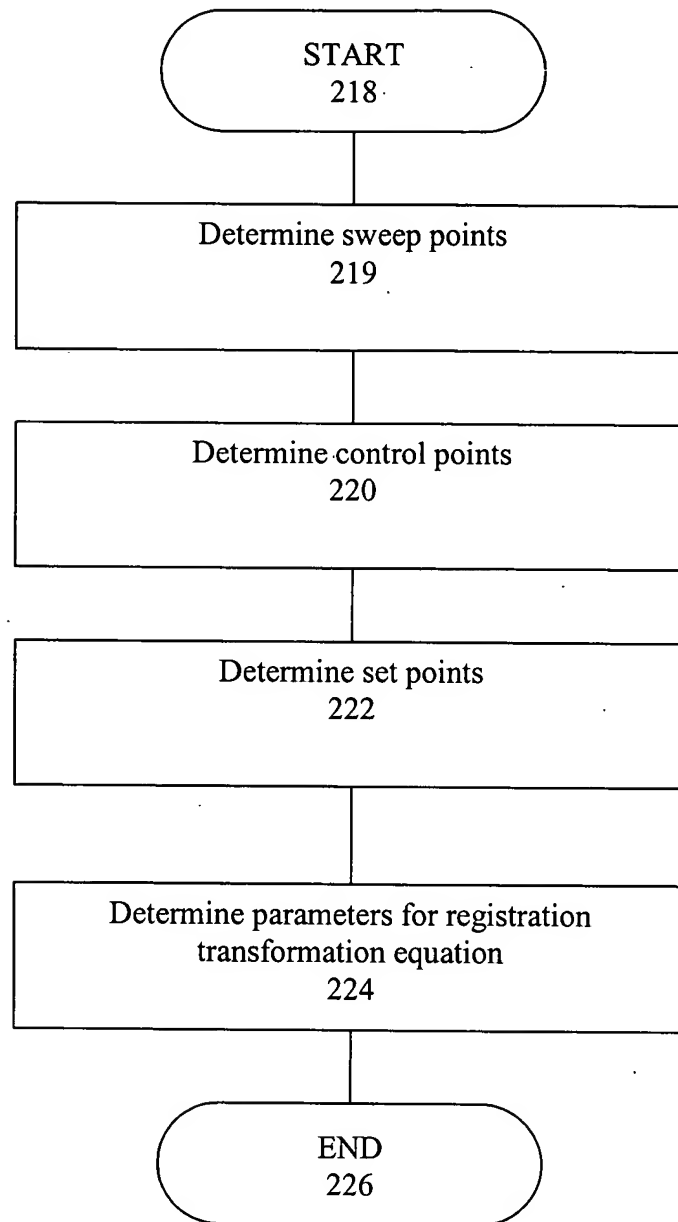 START
218
Determine sweep points
219
Determine control points
220
Determine set points
222
Determine parameters for registration
transformation equation
224
END
226